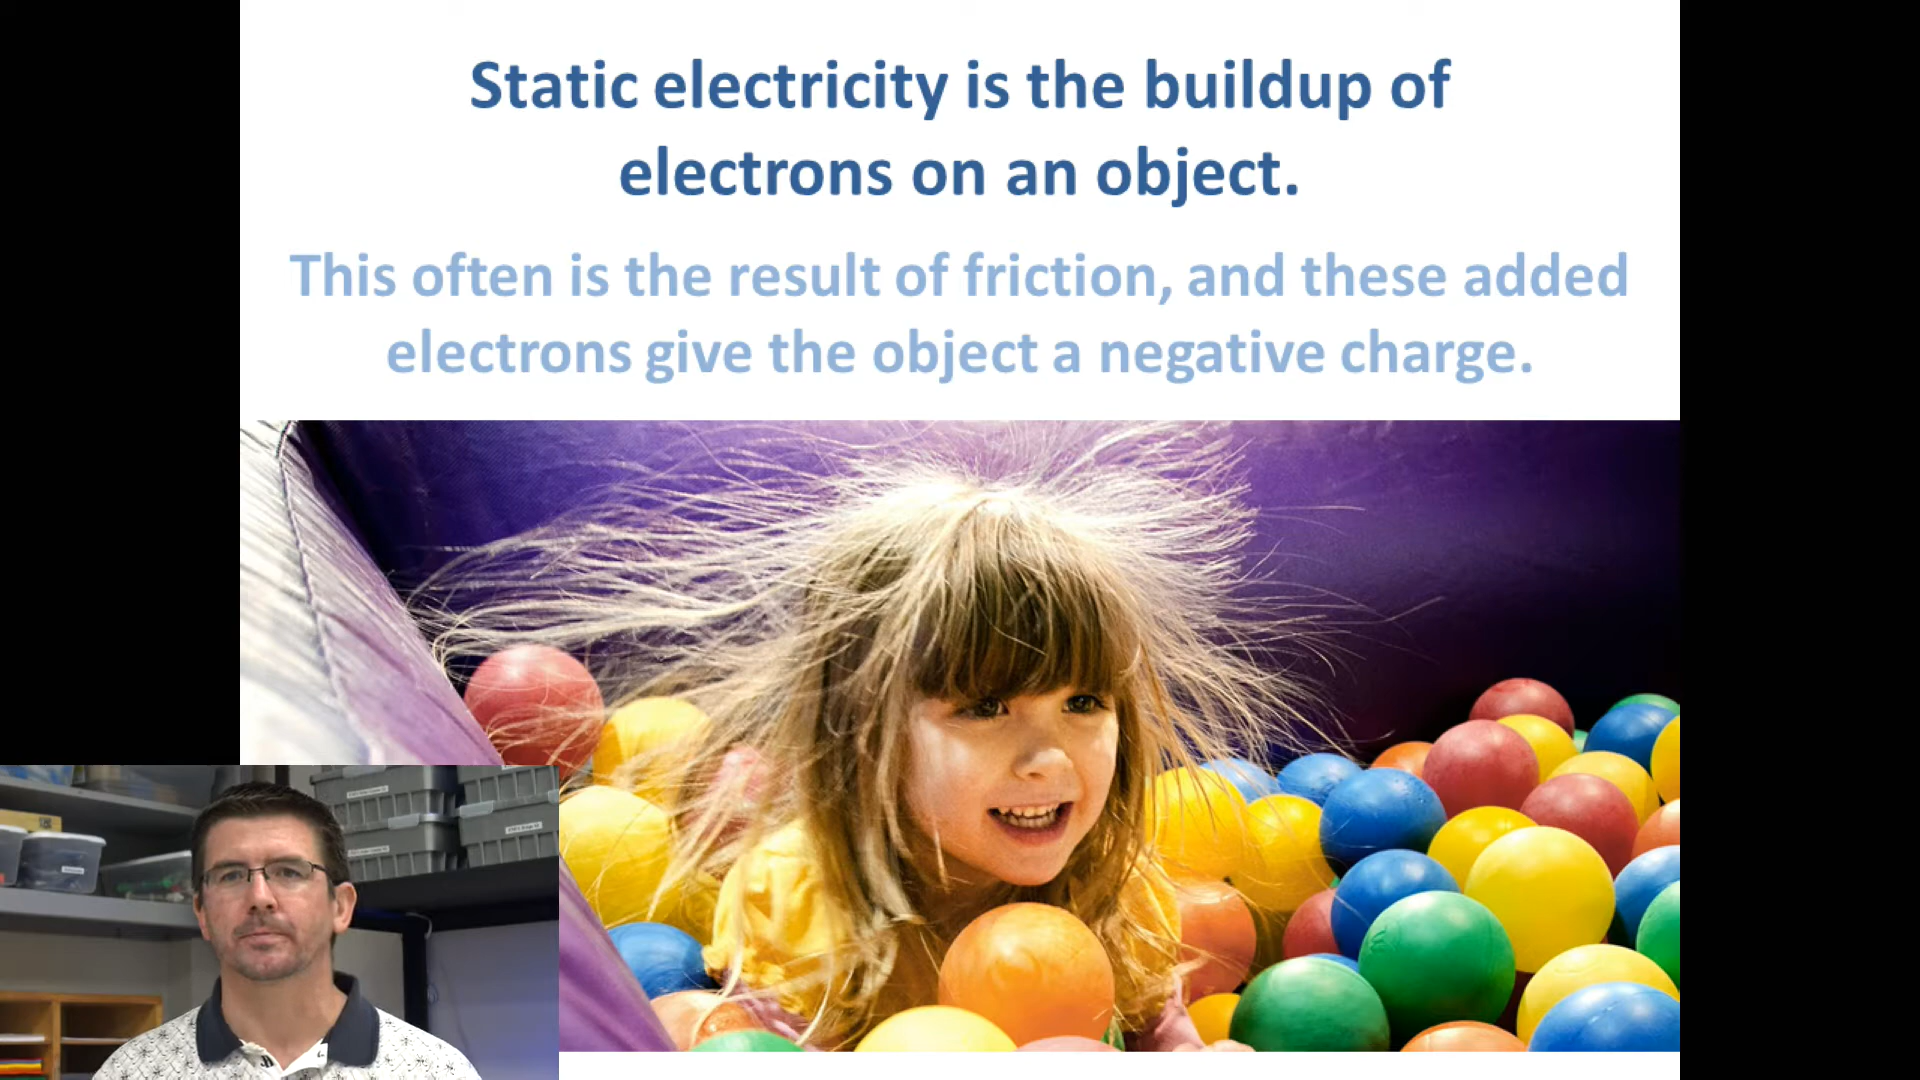 Static electricity is the buildup of
electrons on an object.
This often is the result of friction, and these added
electrons give the object a negative charge.